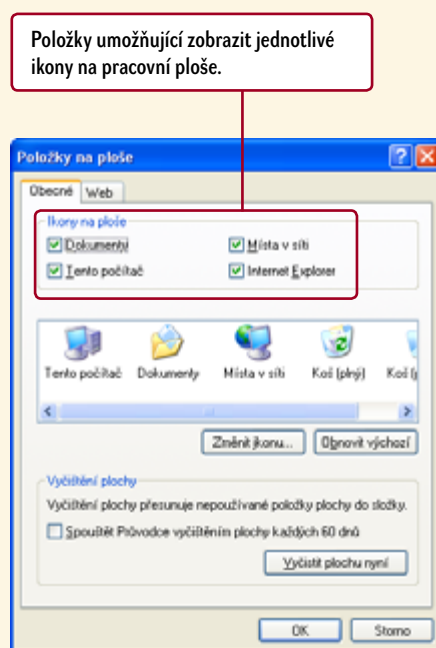 Položky umožňující zobrazit jednotlivé
ikony na pracovní ploše.
Položky na ploše
Obecné Web
Ikony na ploše
Dokumenty Místa v síti
Tento počítač Internet Explorer
Tento počítač Dokumenty Místa v síti Koš (plný) Koš (p
Změnit ikonu... Obnovit výchozí
Vyčištění plochy
Vyčištění plochy přesunuje nepoužívané položky plochy do složky.
Spouštět Průvodce vyčištěním plochy každých 60 dnů
Vyčistit plochu nyní
OK Storno